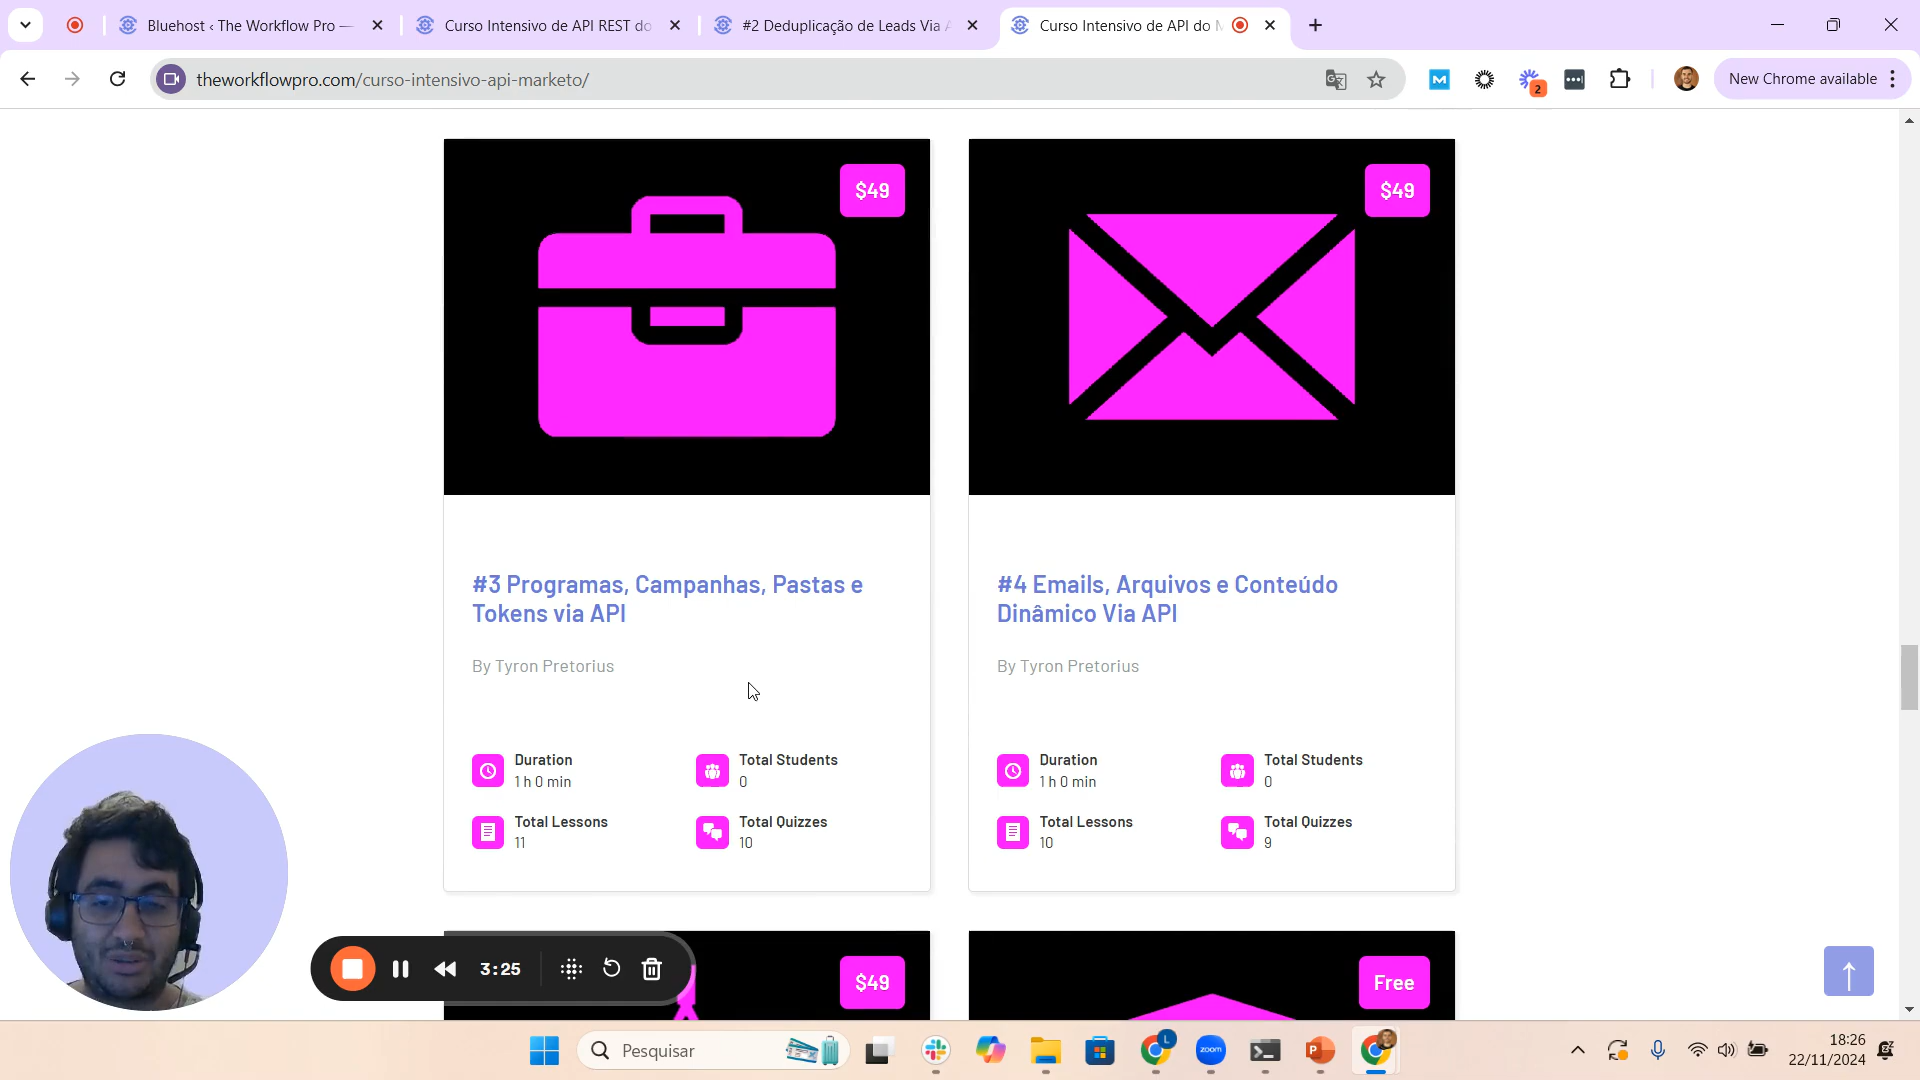 Bluehost ‹ The Workflow Pro —
Curso Intensivo de API REST do
#2 Deduplicação de Leads Via A
Curso Intensivo de API do M
theworkflowpro.com/curso-intensivo-api-marketo/
2
New Chrome available
$49
$49
#3 Programas, Campanhas, Pastas e
Tokens via API
By Tyron Pretorius
Duration
1 h 0 min
Total Students
0
Total Lessons
11
Total Quizzes
10
#4 Emails, Arquivos e Conteúdo
Dinâmico Via API
By Tyron Pretorius
Duration
1 h 0 min
Total Students
0
Total Lessons
10
Total Quizzes
9
$49
Free
3:25
Pesquisar
L
zoom
18:26
22/11/2024